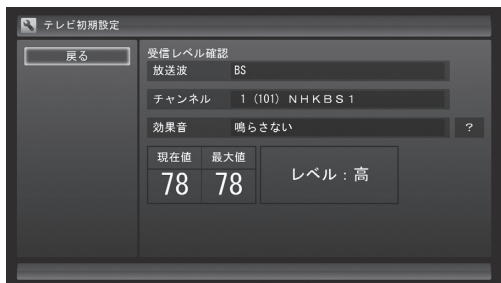 テレビ初期設定
戻る
受信レベル確認
放送波 BS
チャンネル 1 (101) NHKBS1
効果音 鳴らさない ?
現在値 最大値
78 78 レベル：高